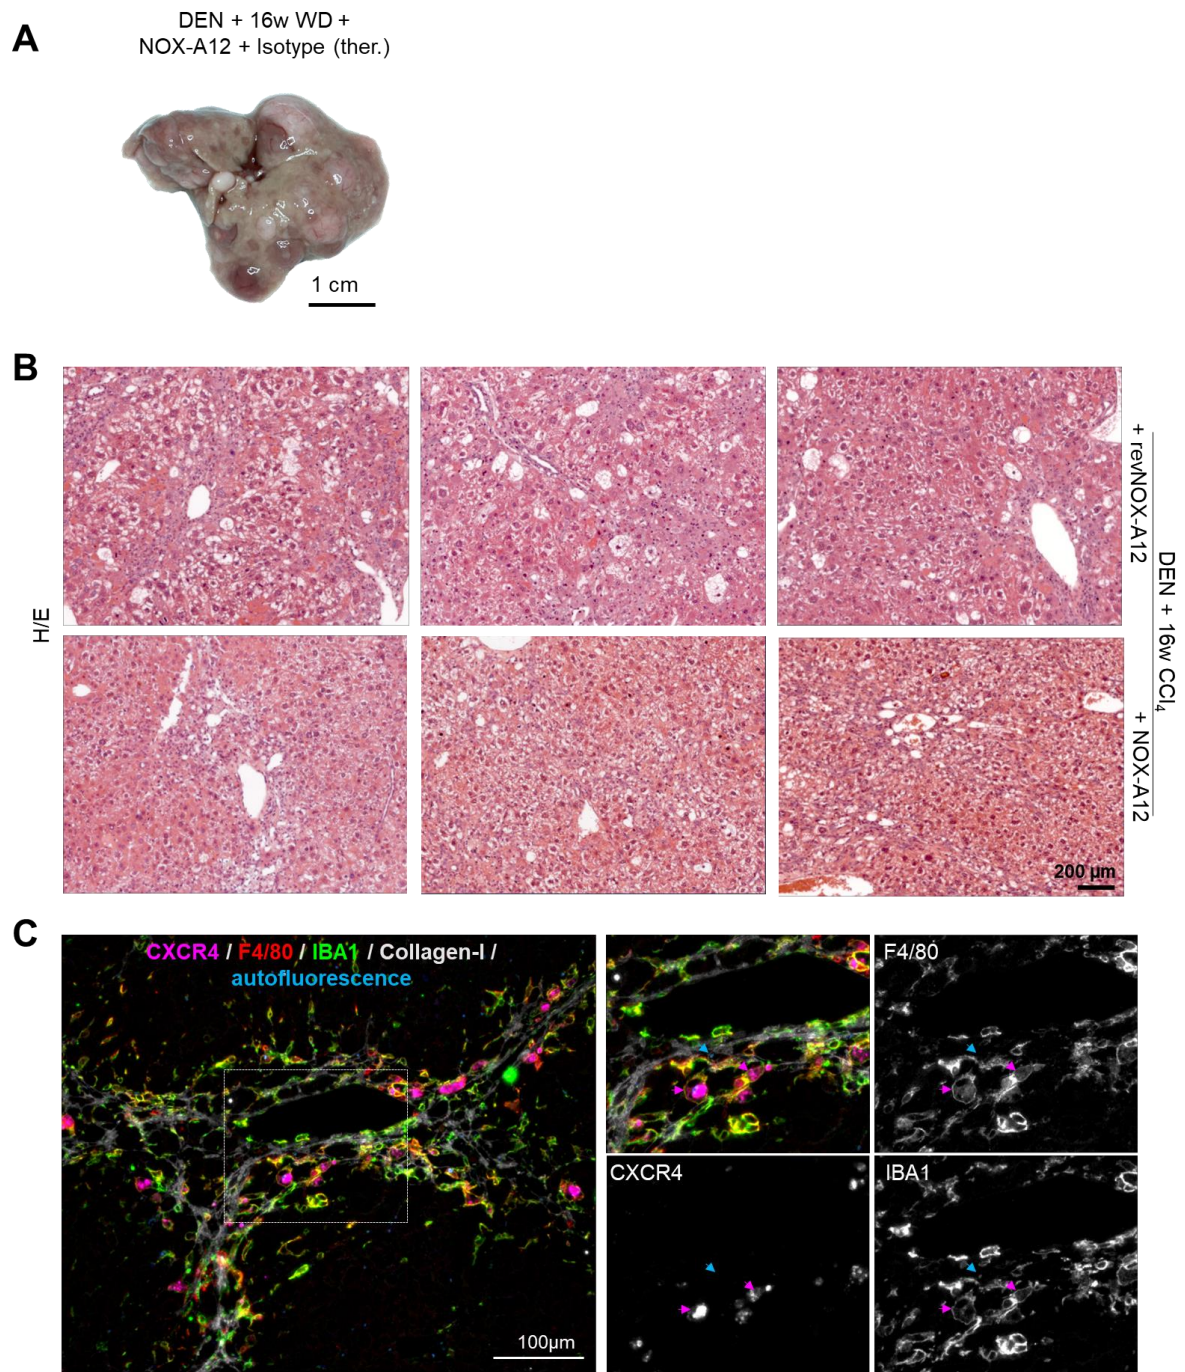 A
DEN + 16w WD +
NOX-A12 + Isotype (ther.)
1 cm
B
H/E
+ revNOX-A12
+ NOX-A12
DEN + 16w CCl₄
200 µm
C
CXCR4 / F4/80 / IBA1 / Collagen-I /
autofluorescence
100µm
F4/80
CXCR4
IBA1